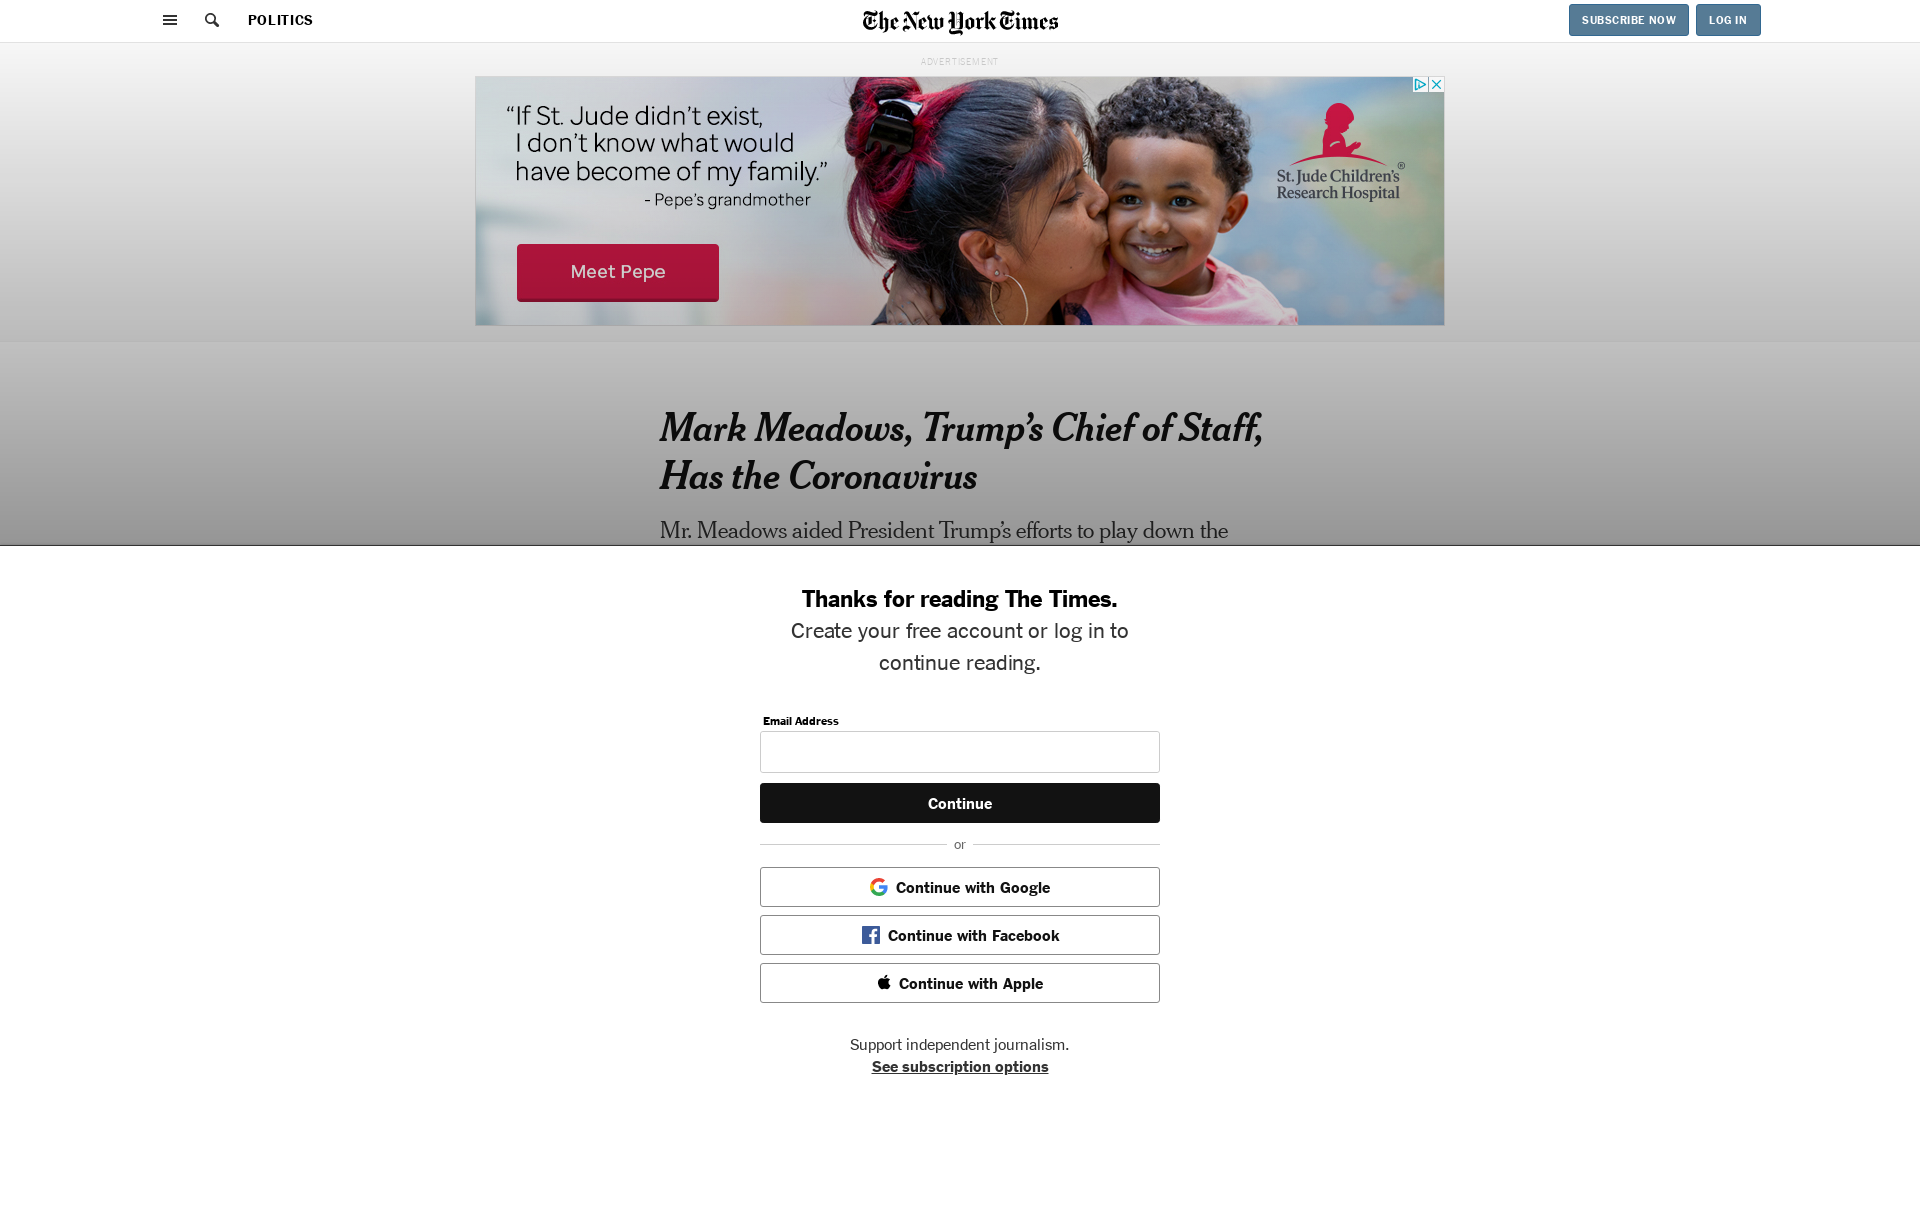 POLITICS
The New York Times
SUBSCRIBE NOW
LOG IN
ADVERTISEMENT
“If St. Jude didn’t exist,
I don’t know what would
have become of my family.”
- Pepe’s grandmother
Meet Pepe
St. Jude Children’s®
Research Hospital
Mark Meadows, Trump’s Chief of Staff,
Has the Coronavirus
Mr. Meadows aided President Trump’s efforts to play down the
Thanks for reading The Times.
Create your free account or log in to
continue reading.
Email Address
Continue
or
Continue with Google
Continue with Facebook
Continue with Apple
Support independent journalism.
See subscription options